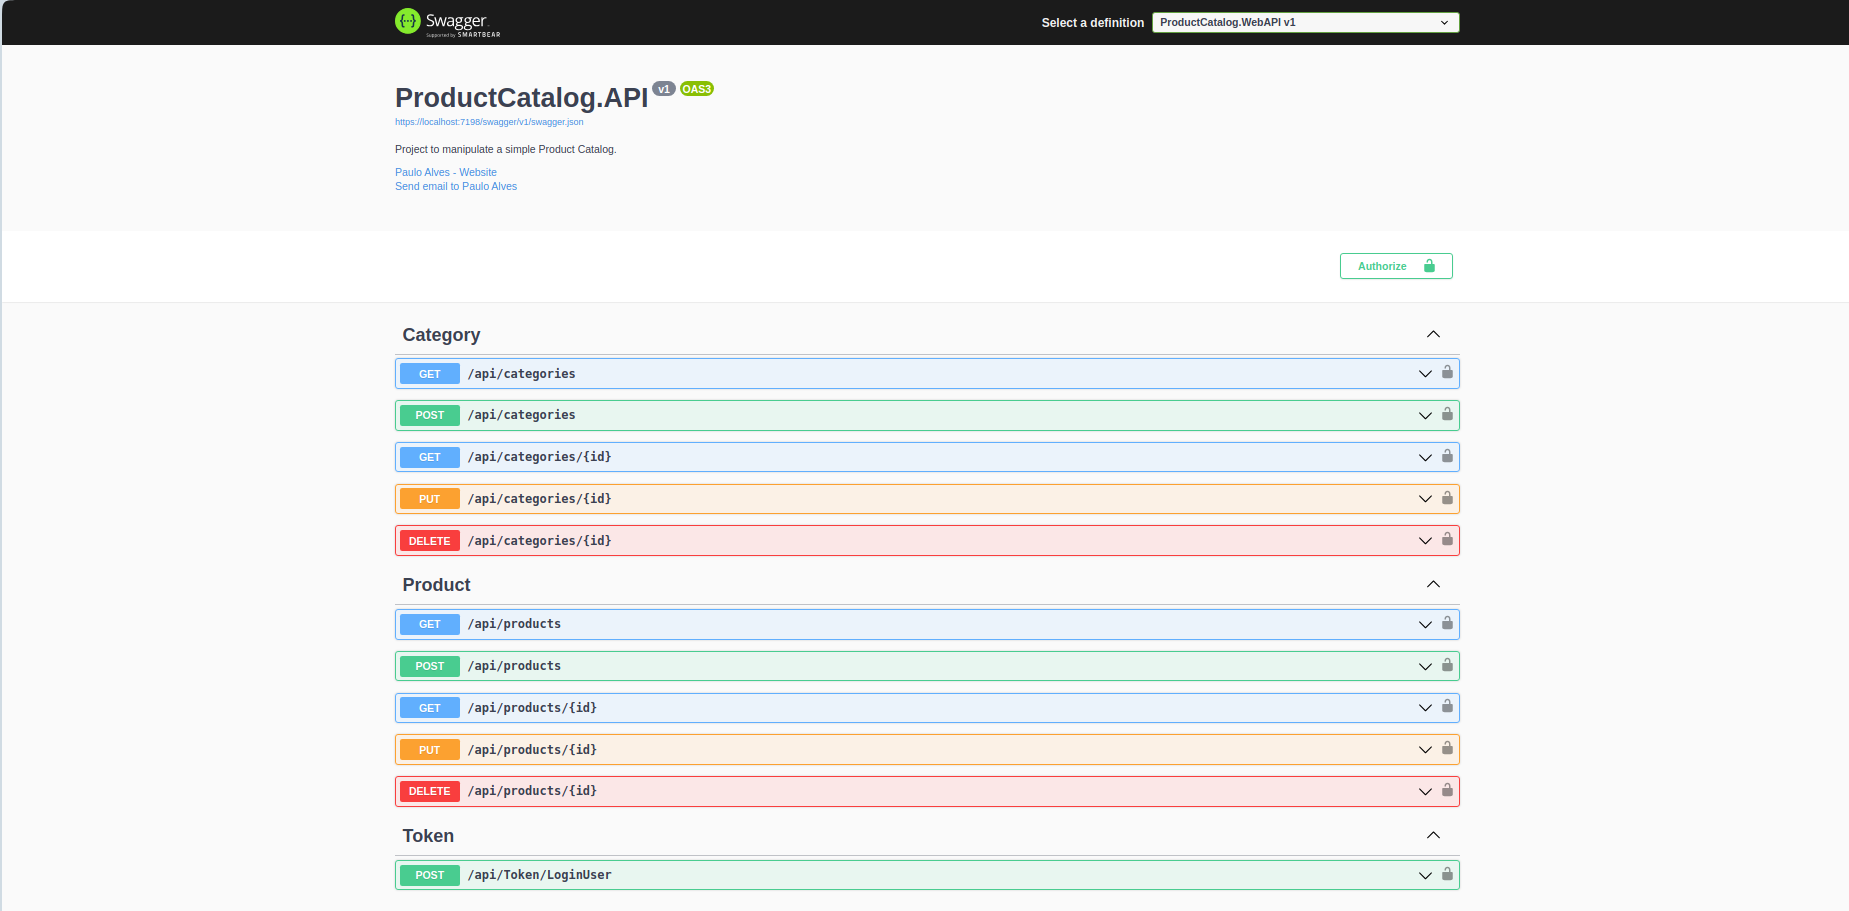 Swagger
Supported by SMARTBEAR
Select a definition
ProductCatalog.WebAPI v1
ProductCatalog.API v1 OAS3
https://localhost:7198/swagger/v1/swagger.json
Project to manipulate a simple Product Catalog.
Paulo Alves - Website
Send email to Paulo Alves
Authorize
Category
GET /api/categories
POST /api/categories
GET /api/categories/{id}
PUT /api/categories/{id}
DELETE /api/categories/{id}
Product
GET /api/products
POST /api/products
GET /api/products/{id}
PUT /api/products/{id}
DELETE /api/products/{id}
Token
POST /api/Token/LoginUser